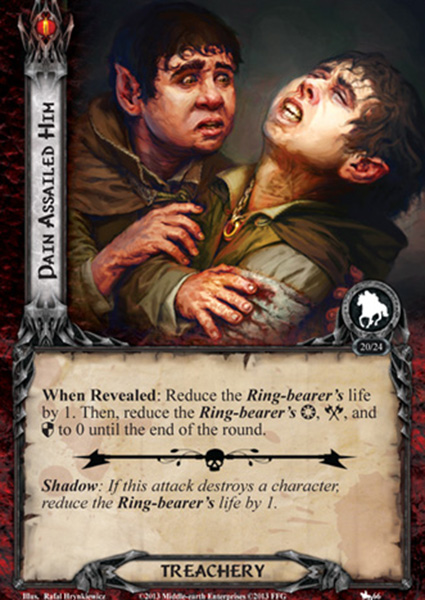 Pain Assailed Him
20/24
When Revealed: Reduce the Ring-bearer's life
by 1. Then, reduce the Ring-bearer's , , and
to 0 until the end of the round.
Shadow: If this attack destroys a character,
reduce the Ring-bearer's life by 1.
TREACHERY
Illus. Rafal Hrynkiewicz ©2013 Middle-earth Enterprises ©2013 FFG 66